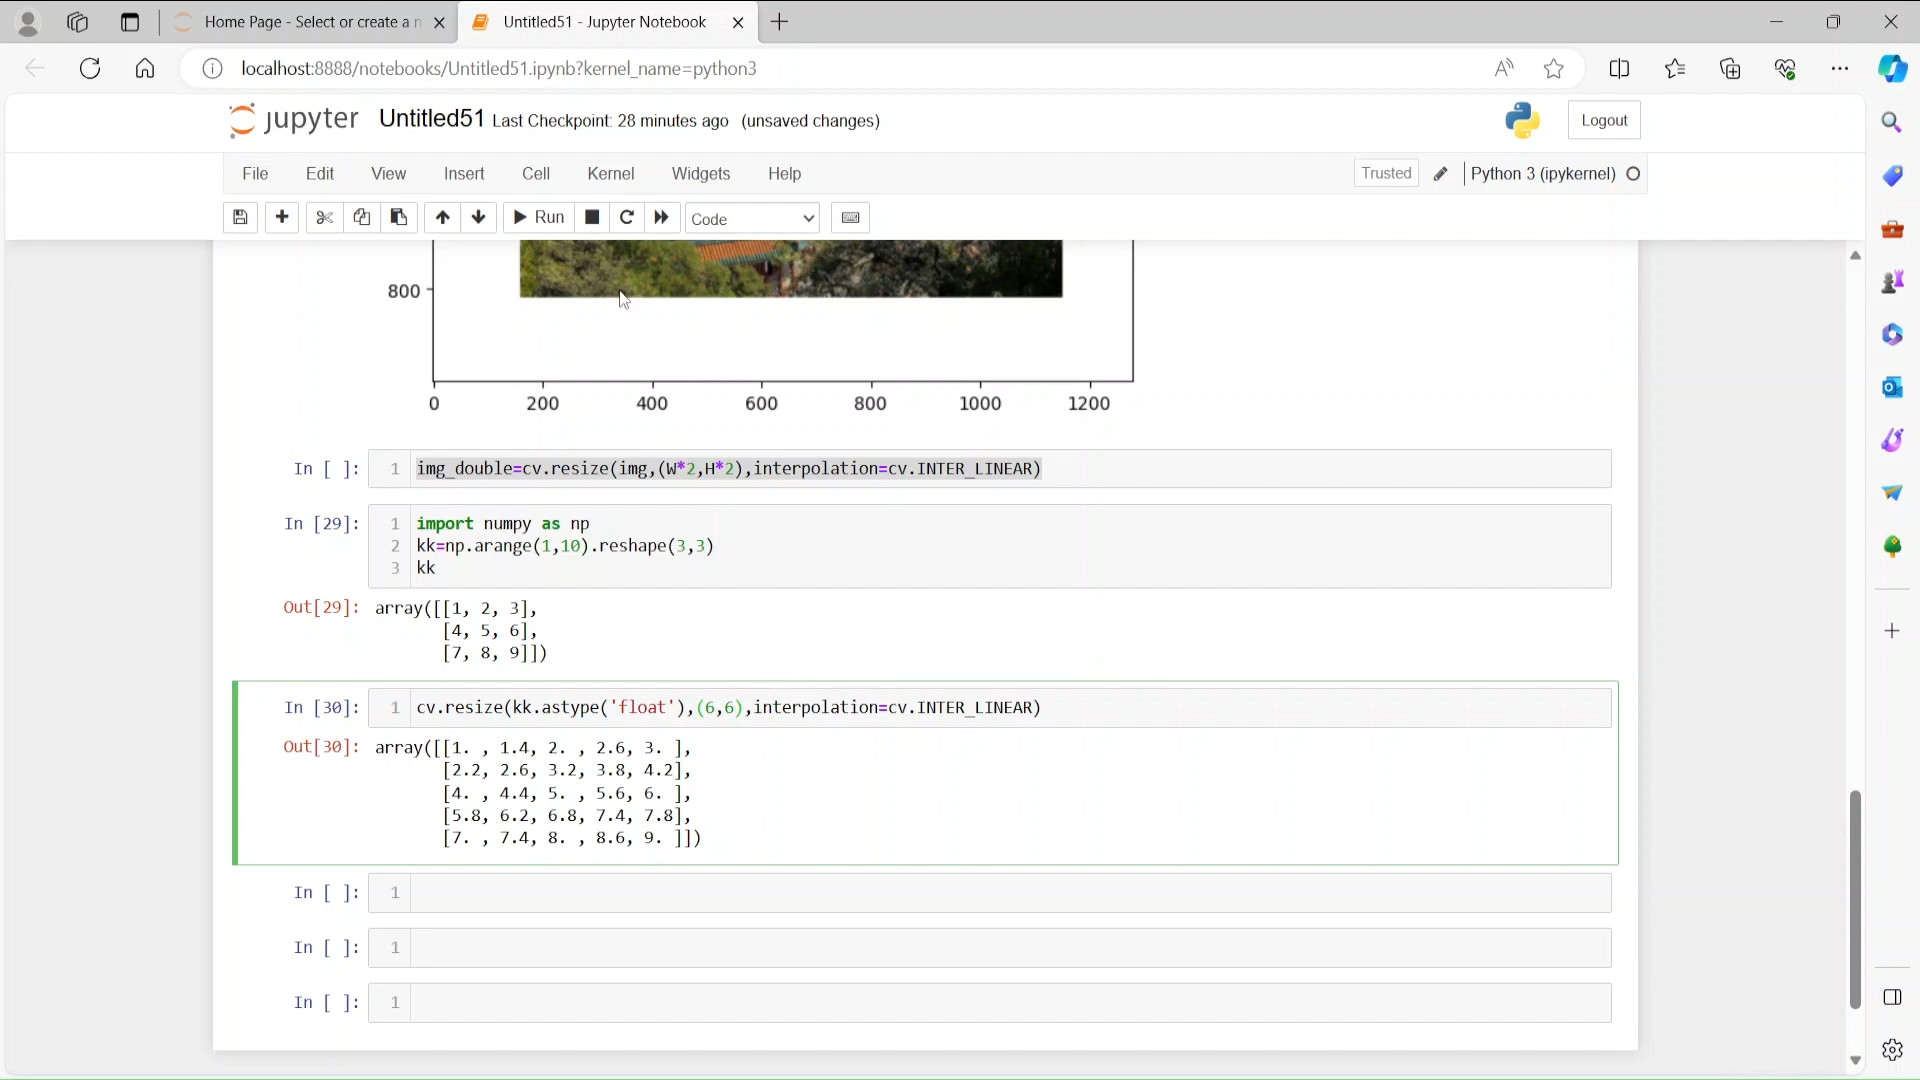 Home Page - Select or create a n
Untitled51 - Jupyter Notebook
localhost:8888/notebooks/Untitled51.ipynb?kernel_name=python3
jupyter Untitled51 Last Checkpoint: 28 minutes ago (unsaved changes)
Logout
File Edit View Insert Cell Kernel Widgets Help
Trusted
Python 3 (ipykernel)
Run
Code
800
0 200 400 600 800 1000 1200
In [ ]: 1 img_double=cv.resize(img,(W*2,H*2),interpolation=cv.INTER_LINEAR)
In [29]: 1 import numpy as np
2 kk=np.arange(1,10).reshape(3,3)
3 kk
Out[29]: array([[1, 2, 3],
[4, 5, 6],
[7, 8, 9]])
In [30]: 1 cv.resize(kk.astype('float'),(6,6),interpolation=cv.INTER_LINEAR)
Out[30]: array([[1. , 1.4, 2. , 2.6, 3. ],
[2.2, 2.6, 3.2, 3.8, 4.2],
[4. , 4.4, 5. , 5.6, 6. ],
[5.8, 6.2, 6.8, 7.4, 7.8],
[7. , 7.4, 8. , 8.6, 9. ]])
In [ ]: 1
In [ ]: 1
In [ ]: 1